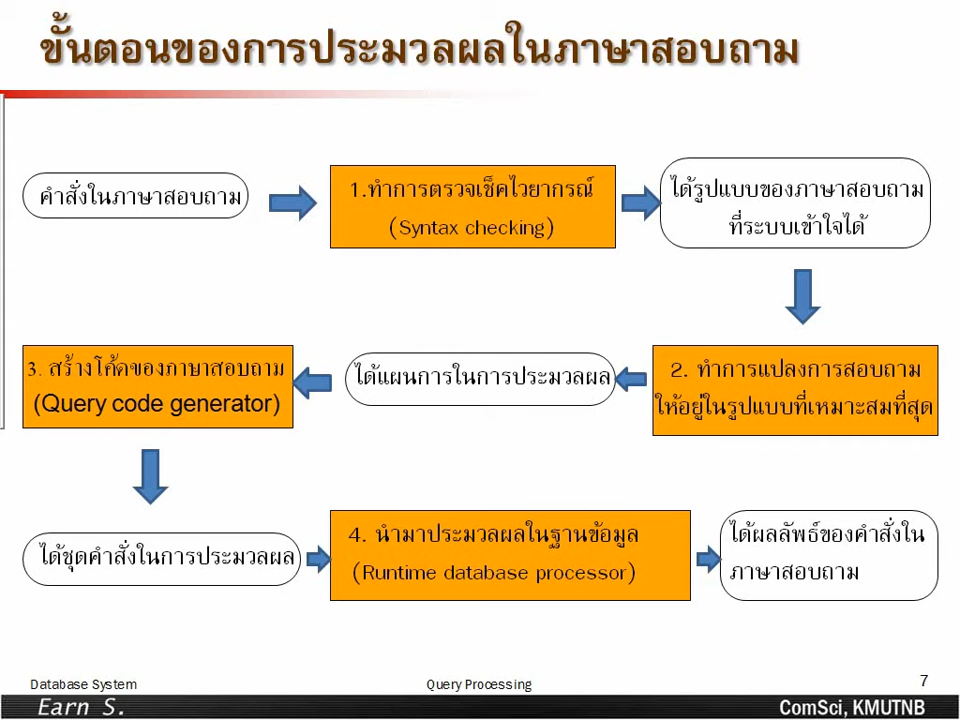 ขั้นตอนของการประมวลผลในภาษาสอบถาม
คำสั่งในภาษาสอบถาม
1.ทำการตรวจเช็คไวยากรณ์
(Syntax checking)
ได้รูปแบบของภาษาสอบถาม
ที่ระบบเข้าใจได้
2. ทำการแปลงการสอบถาม
ให้อยู่ในรูปแบบที่เหมาะสมที่สุด
ได้แผนการในการประมวลผล
3. สร้างโค้ดของภาษาสอบถาม
(Query code generator)
ได้ชุดคำสั่งในการประมวลผล
4. นำมาประมวลผลในฐานข้อมูล
(Runtime database processor)
ได้ผลลัพธ์ของคำสั่งใน
ภาษาสอบถาม
Database System
Query Processing
7
Earn S.
ComSci, KMUTNB